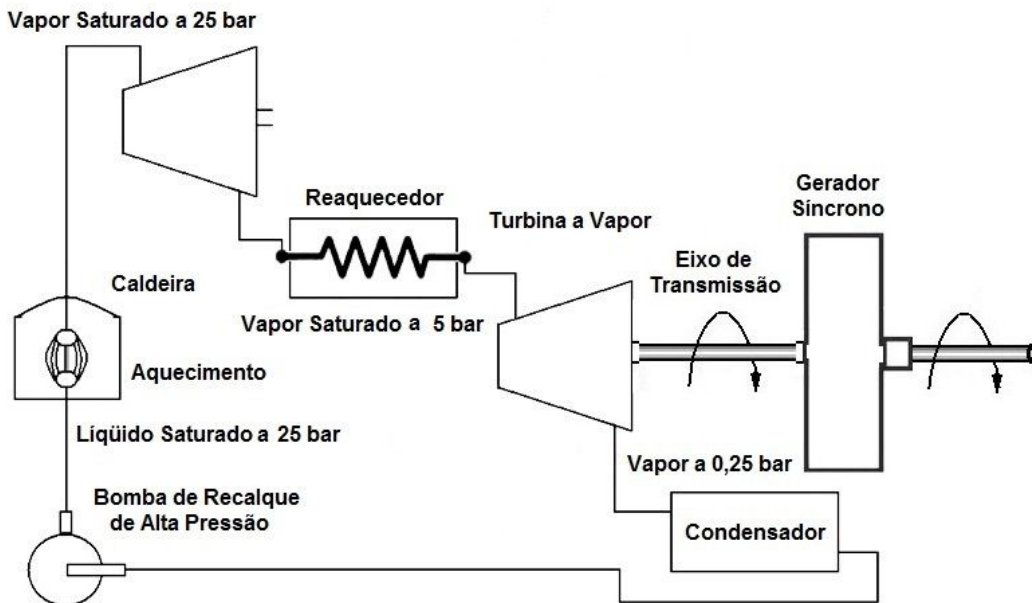 Vapor Saturado a 25 bar
Reaquecedor
Turbina a Vapor
Gerador
Síncrono
Eixo de
Transmissão
Caldeira
Vapor Saturado a 5 bar
Aquecimento
Líqüido Saturado a 25 bar
Vapor a 0,25 bar
Bomba de Recalque
de Alta Pressão
Condensador